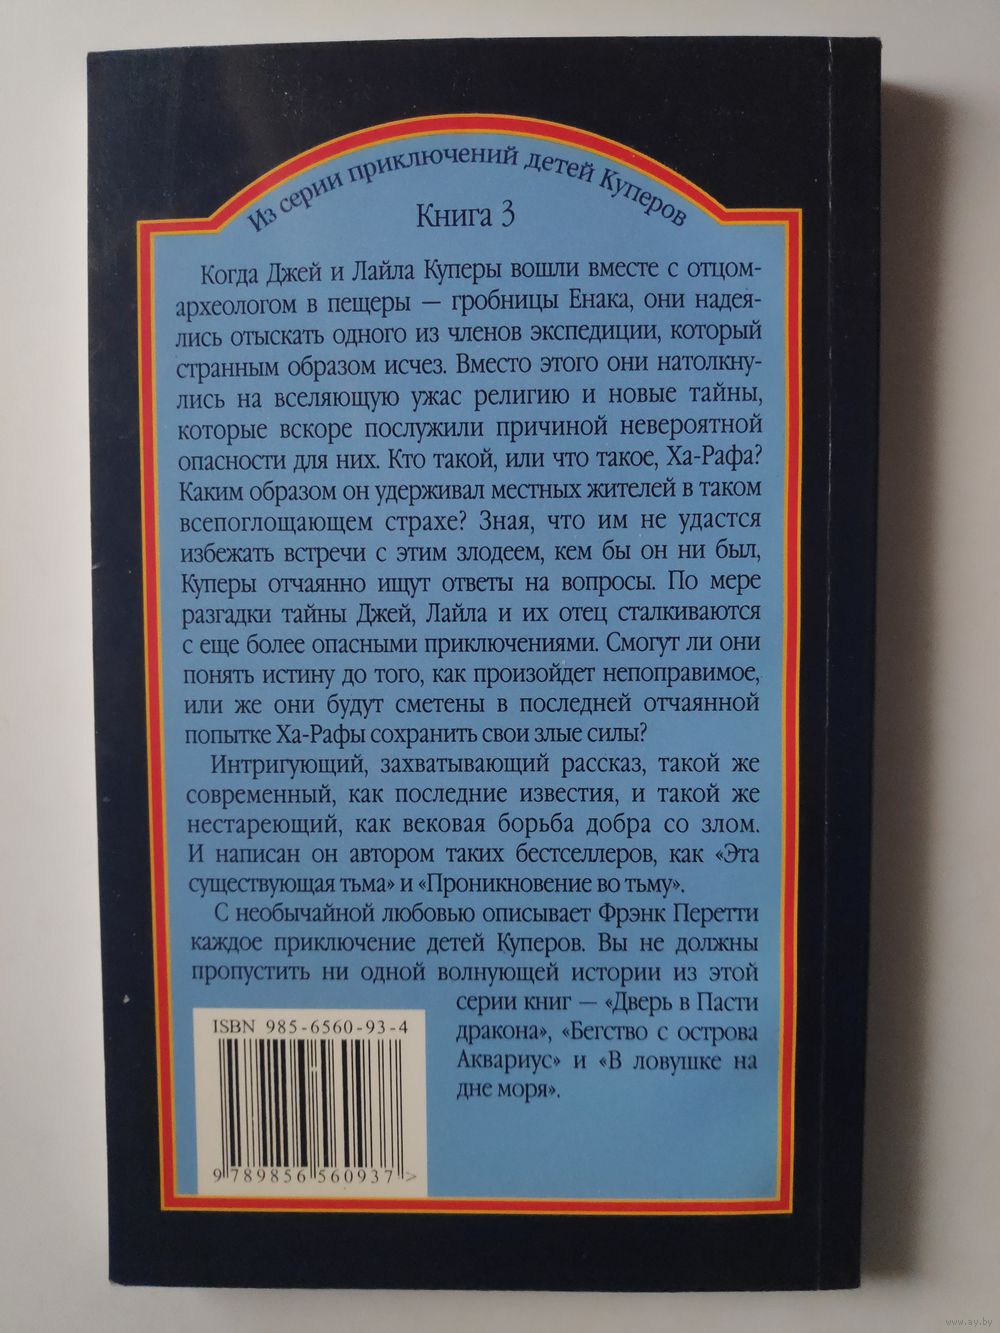 Из серии приключений детей Куперов
Книга 3
Когда Джей и Лайла Куперы вошли вместе с отцом-
археологом в пещеры — гробницы Енака, они надея-
лись отыскать одного из членов экспедиции, который
странным образом исчез. Вместо этого они натолкну-
лись на вселяющую ужас религию и новые тайны,
которые вскоре послужили причиной невероятной
опасности для них. Кто такой, или что такое, Ха-Рафа?
Каким образом он удерживал местных жителей в таком
всепоглощающем страхе? Зная, что им не удастся
избежать встречи с этим злодеем, кем бы он ни был,
Куперы отчаянно ищут ответы на вопросы. По мере
разгадки тайны Джей, Лайла и их отец сталкиваются
с еще более опасными приключениями. Смогут ли они
понять истину до того, как произойдет непоправимое,
или же они будут сметены в последней отчаянной
попытке Ха-Рафы сохранить свои злые силы?
Интригующий, захватывающий рассказ, такой же
современный, как последние известия, и такой же
нестареющий, как вековая борьба добра со злом.
И написан он автором таких бестселлеров, как «Эта
существующая тьма» и «Проникновение во тьму».
С необычайной любовью описывает Фрэнк Перетти
каждое приключение детей Куперов. Вы не должны
пропустить ни одной волнующей истории из этой
серии книг — «Дверь в Пасти
дракона», «Бегство с острова
Аквариус» и «В ловушке на
дне моря».
ISBN 985-6560-93-4
9 789856 560937 >
www.ay.by